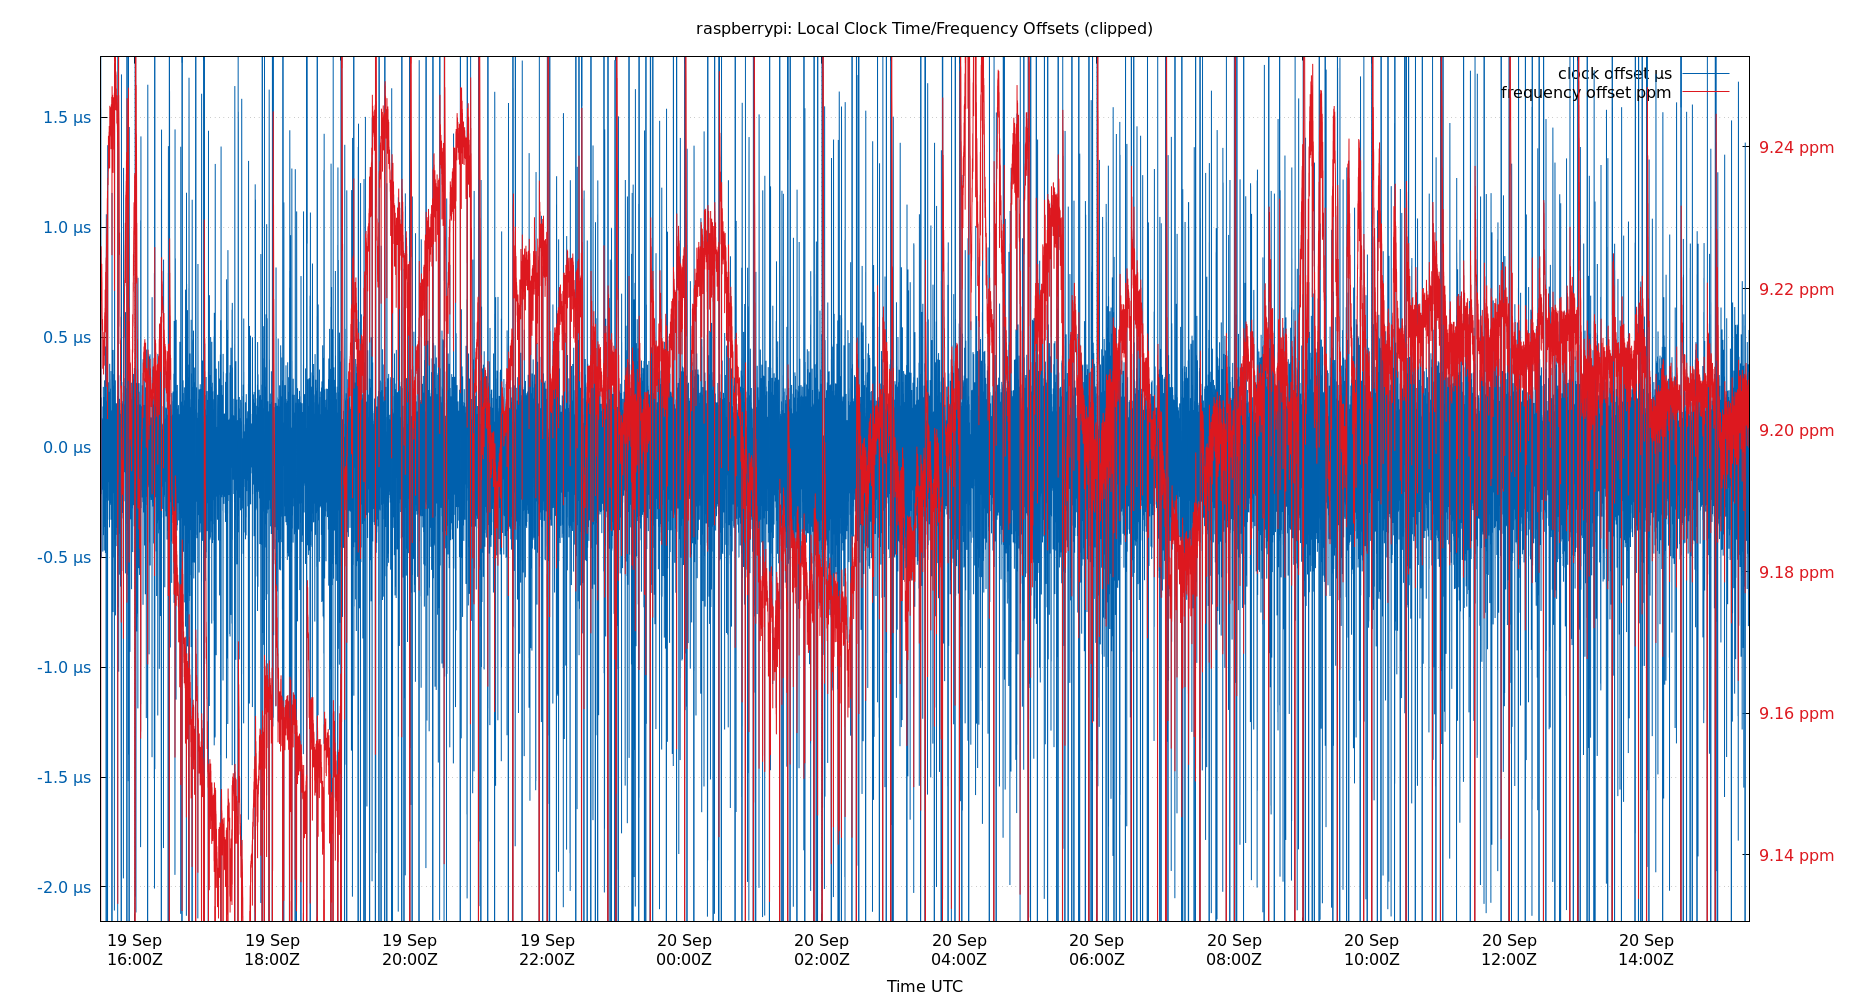 raspberrypi: Local Clock Time/Frequency Offsets (clipped)
clock offset µs
frequency offset ppm
1.5 µs
1.0 µs
0.5 µs
0.0 µs
-0.5 µs
-1.0 µs
-1.5 µs
-2.0 µs
9.24 ppm
9.22 ppm
9.20 ppm
9.18 ppm
9.16 ppm
9.14 ppm
19 Sep
16:00Z
19 Sep
18:00Z
19 Sep
20:00Z
19 Sep
22:00Z
20 Sep
00:00Z
20 Sep
02:00Z
20 Sep
04:00Z
20 Sep
06:00Z
20 Sep
08:00Z
20 Sep
10:00Z
20 Sep
12:00Z
20 Sep
14:00Z
Time UTC